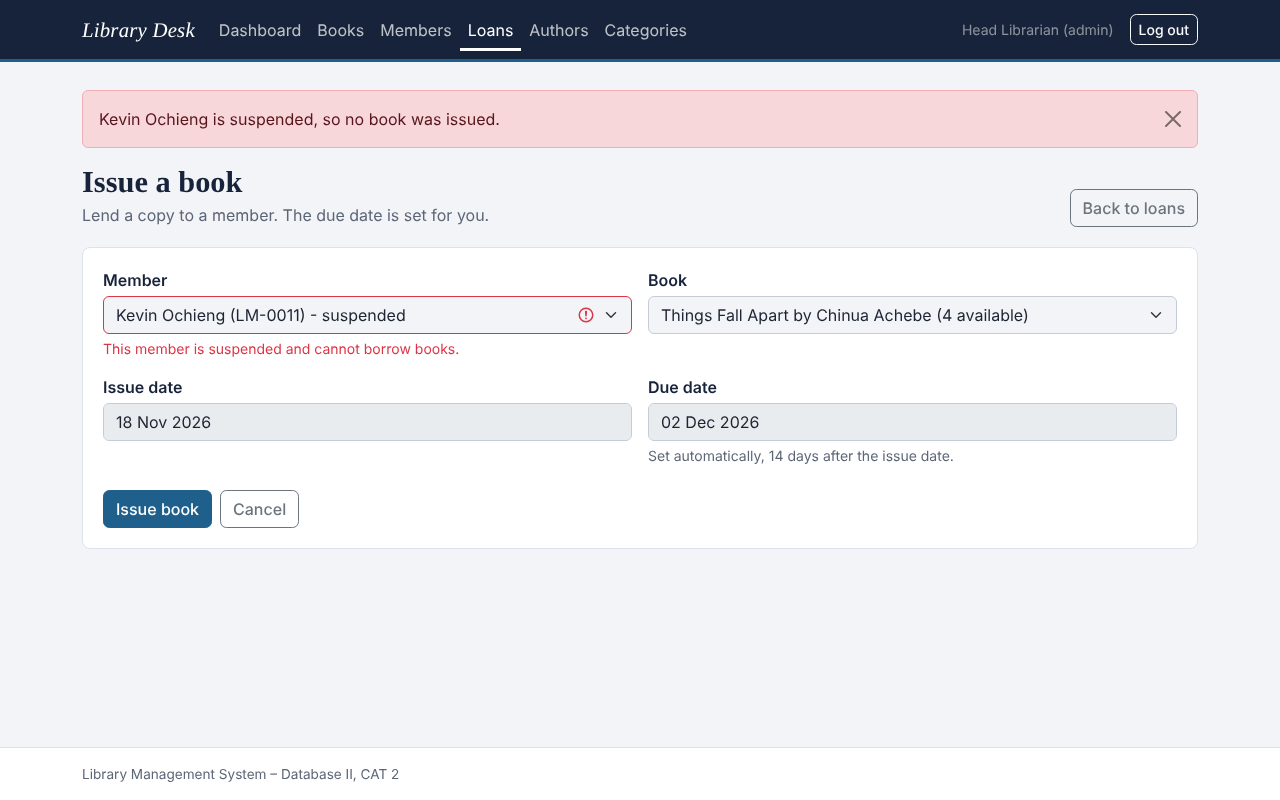 Library Desk Dashboard Books Members Loans Authors Categories Head Librarian (admin) Log out
Kevin Ochieng is suspended, so no book was issued.
Issue a book
Lend a copy to a member. The due date is set for you.
Back to loans
Member
Kevin Ochieng (LM-0011) - suspended
This member is suspended and cannot borrow books.
Book
Things Fall Apart by Chinua Achebe (4 available)
Issue date
18 Nov 2026
Due date
02 Dec 2026
Set automatically, 14 days after the issue date.
Issue book Cancel
Library Management System – Database II, CAT 2